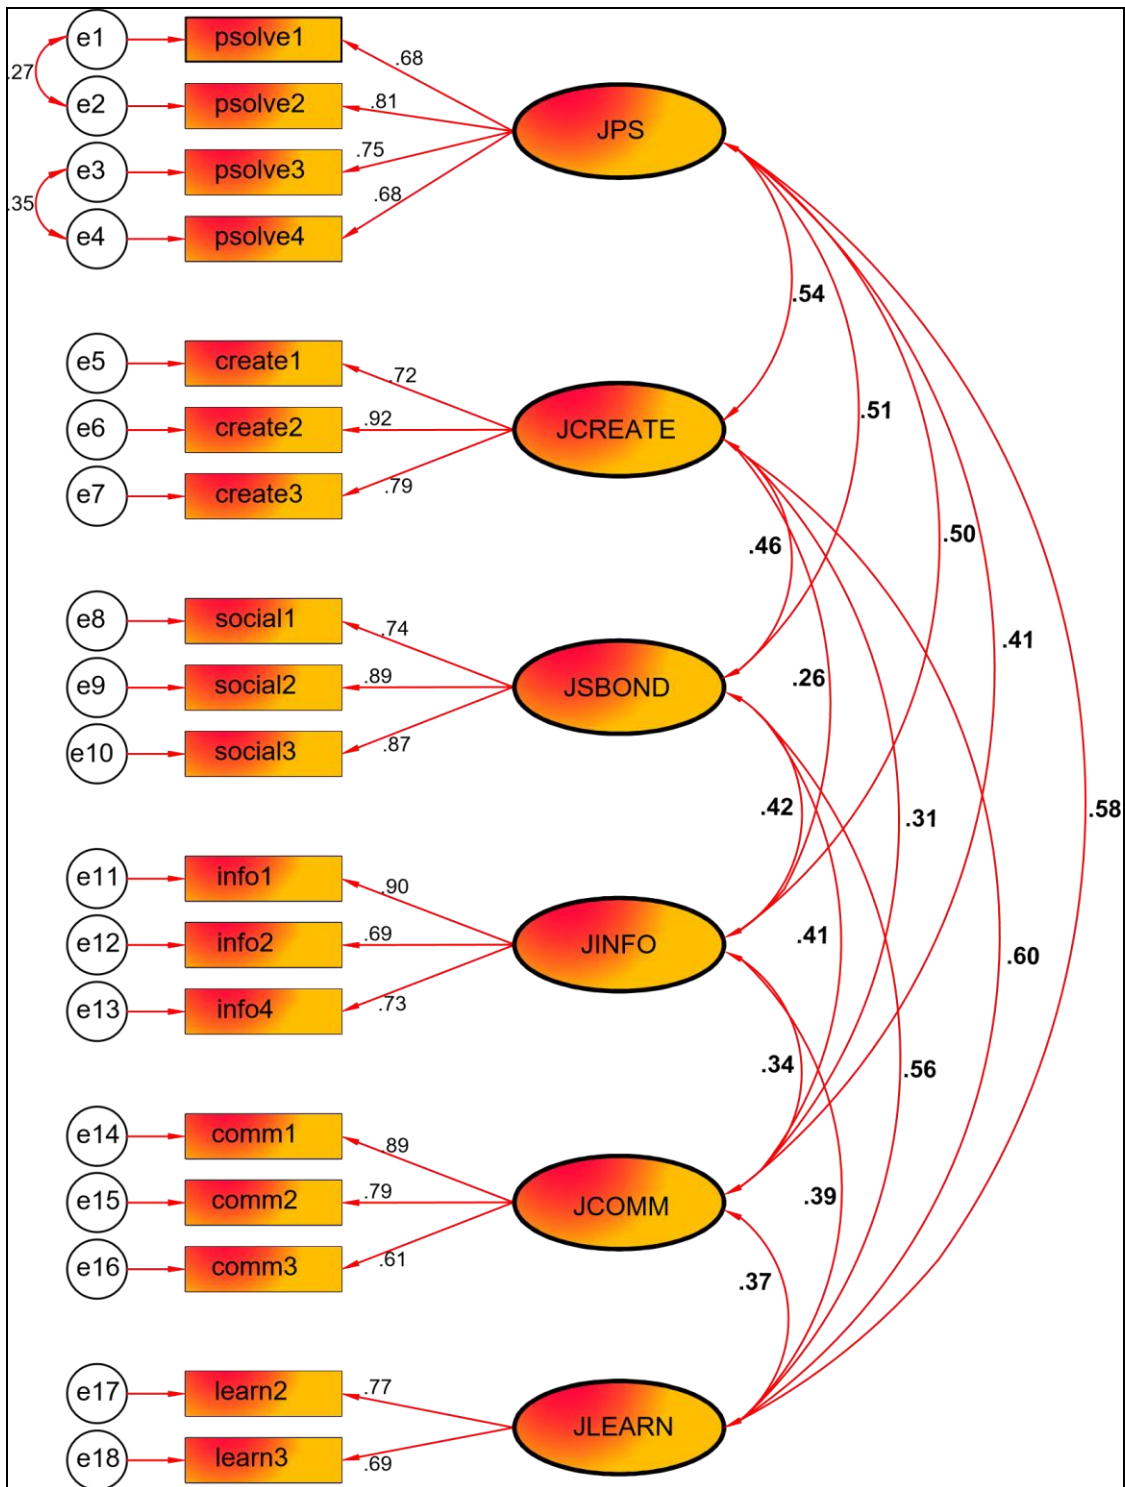 e1 psolve1
.68
.27
e2 psolve2
.81
JPS
e3 psolve3
.75
.35
.68
e4 psolve4
.54
e5 create1
.72
.51
e6 create2
.92
JCREATE
e7 create3
.79
.46
.50
e8 social1
.74
.41
.26
e9 social2
.89
JSBOND
e10 social3
.87
.42
.31
.58
e11 info1
.90
.41
e12 info2
.69
JINFO
.60
e13 info4
.73
.34
.56
e14 comm1
.89
e15 comm2
.79
JCOMM
.39
e16 comm3
.61
.37
e17 learn2
.77
JLEARN
e18 learn3
.69